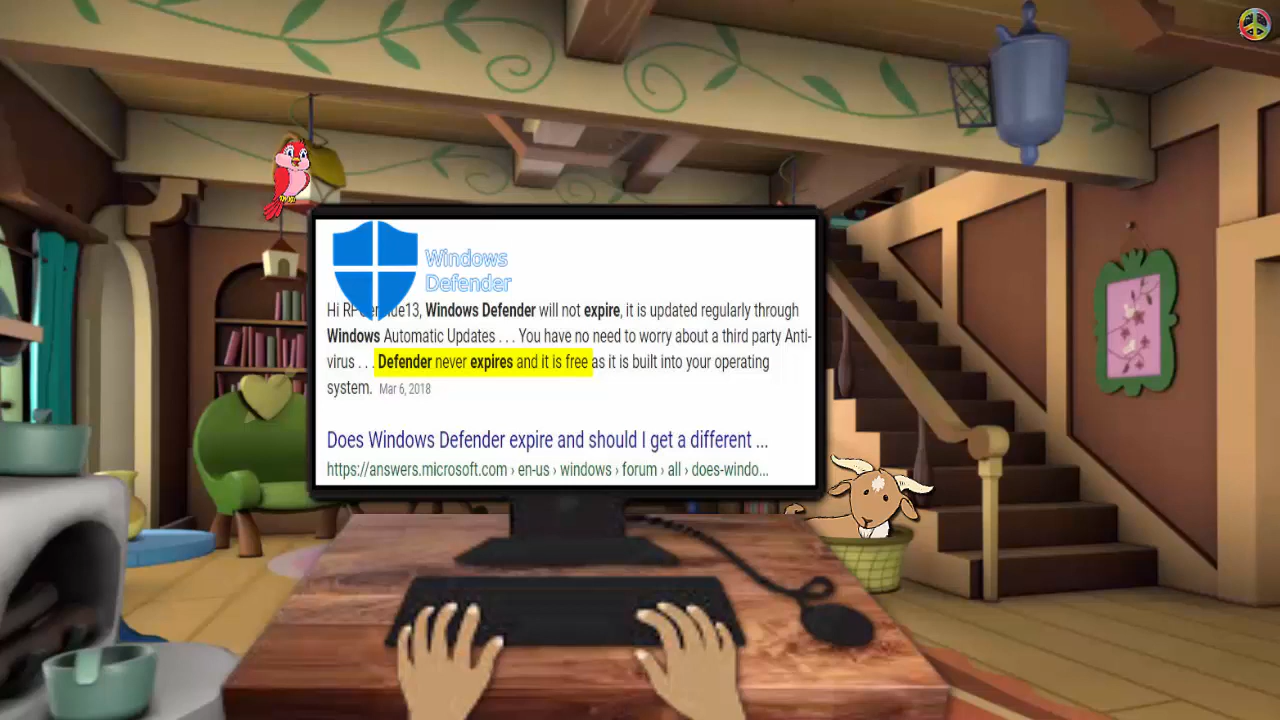 Windows
Defender
Hi RP ue13, Windows Defender will not expire, it is updated regularly through
Windows Automatic Updates . . . You have no need to worry about a third party Anti-
virus . . . Defender never expires and it is free as it is built into your operating
system. Mar 6, 2018
Does Windows Defender expire and should I get a different ...
https://answers.microsoft.com › en-us › windows › forum › all › does-windo...